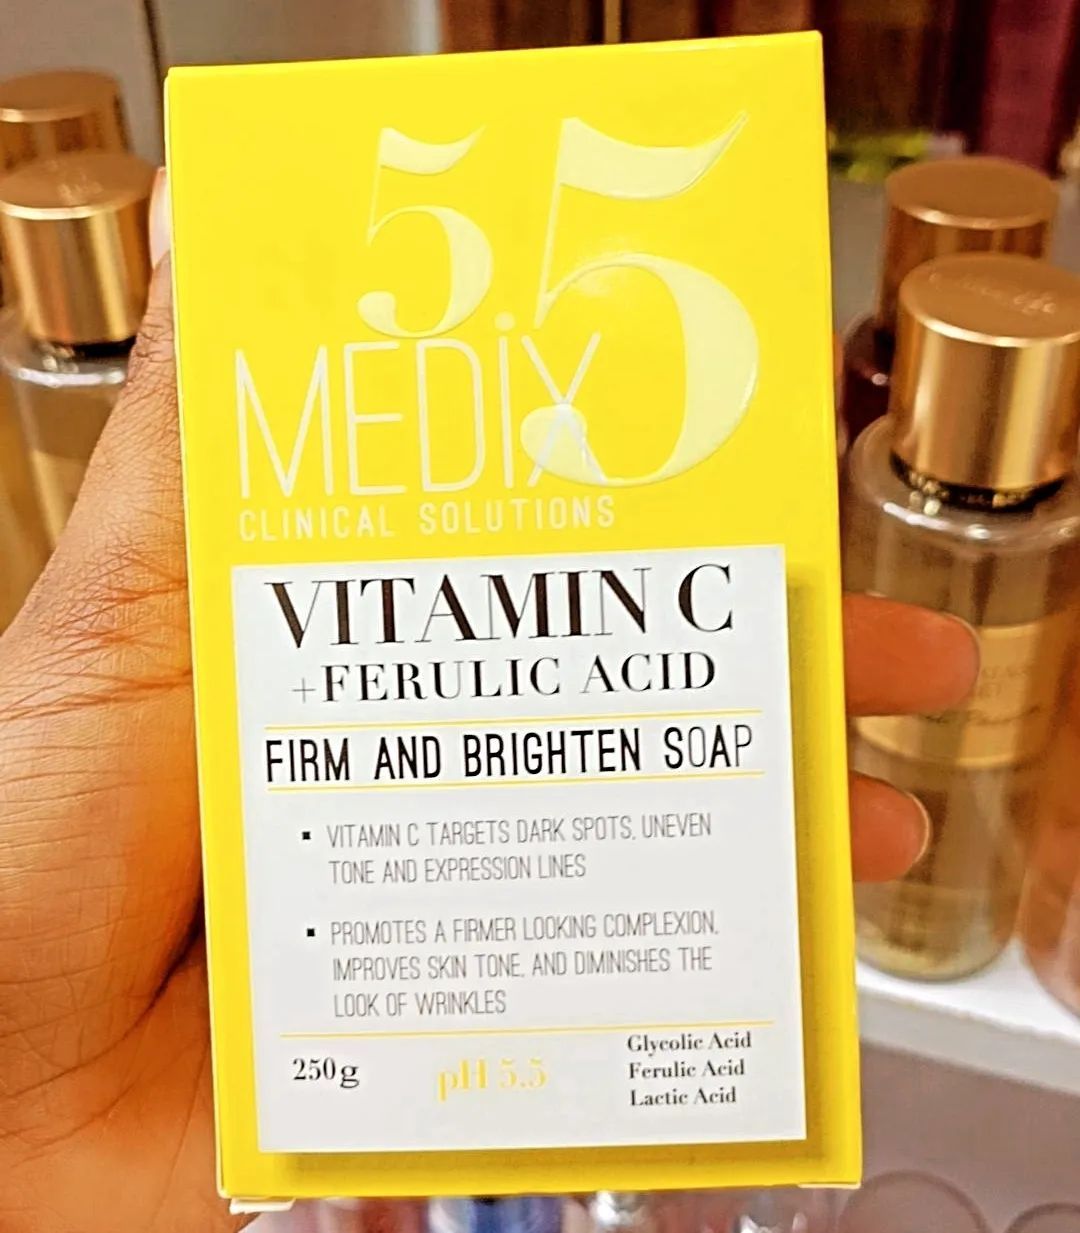 5.5
MEDiX
CLINICAL SOLUTIONS
VITAMIN C
+FERULIC ACID
FIRM AND BRIGHTEN SOAP
▪ VITAMIN C TARGETS DARK SPOTS, UNEVEN
TONE AND EXPRESSION LINES
▪ PROMOTES A FIRMER LOOKING COMPLEXION,
IMPROVES SKIN TONE, AND DIMINISHES THE
LOOK OF WRINKLES
250g
pH 5.5
Glycolic Acid
Ferulic Acid
Lactic Acid